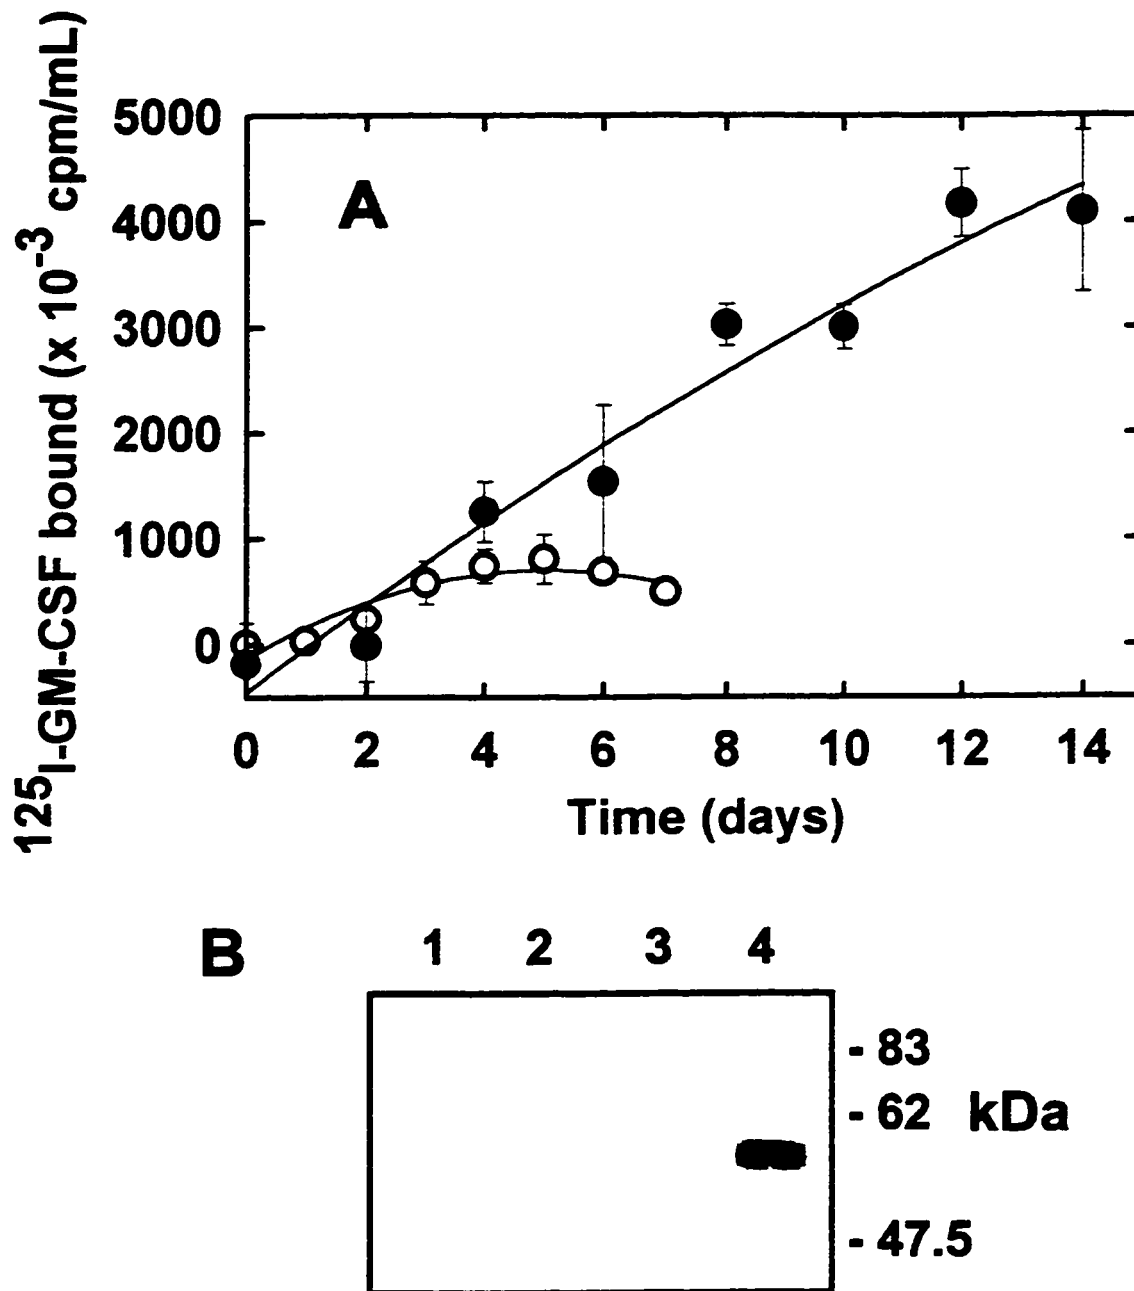 ¹²⁵I-GM-CSF bound (x 10⁻³ cpm/mL)
5000
4000
3000
2000
1000
0
A
0 2 4 6 8 10 12 14
Time (days)
B
1 2 3 4
- 83
- 62 kDa
- 47.5